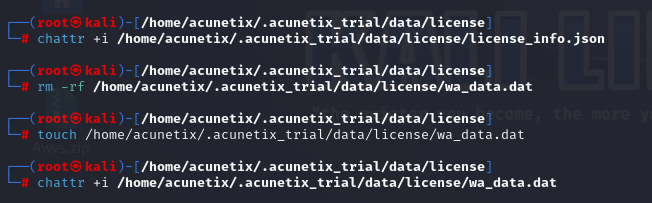 ┌──(root㉿kali)-[/home/acunetix/.acunetix_trial/data/license]
└─# chattr +i /home/acunetix/.acunetix_trial/data/license/license_info.json
┌──(root㉿kali)-[/home/acunetix/.acunetix_trial/data/license]
└─# rm -rf /home/acunetix/.acunetix_trial/data/license/wa_data.dat
┌──(root㉿kali)-[/home/acunetix/.acunetix_trial/data/license]
└─# touch /home/acunetix/.acunetix_trial/data/license/wa_data.dat
Awvs.zip
┌──(root㉿kali)-[/home/acunetix/.acunetix_trial/data/license]
└─# chattr +i /home/acunetix/.acunetix_trial/data/license/wa_data.dat